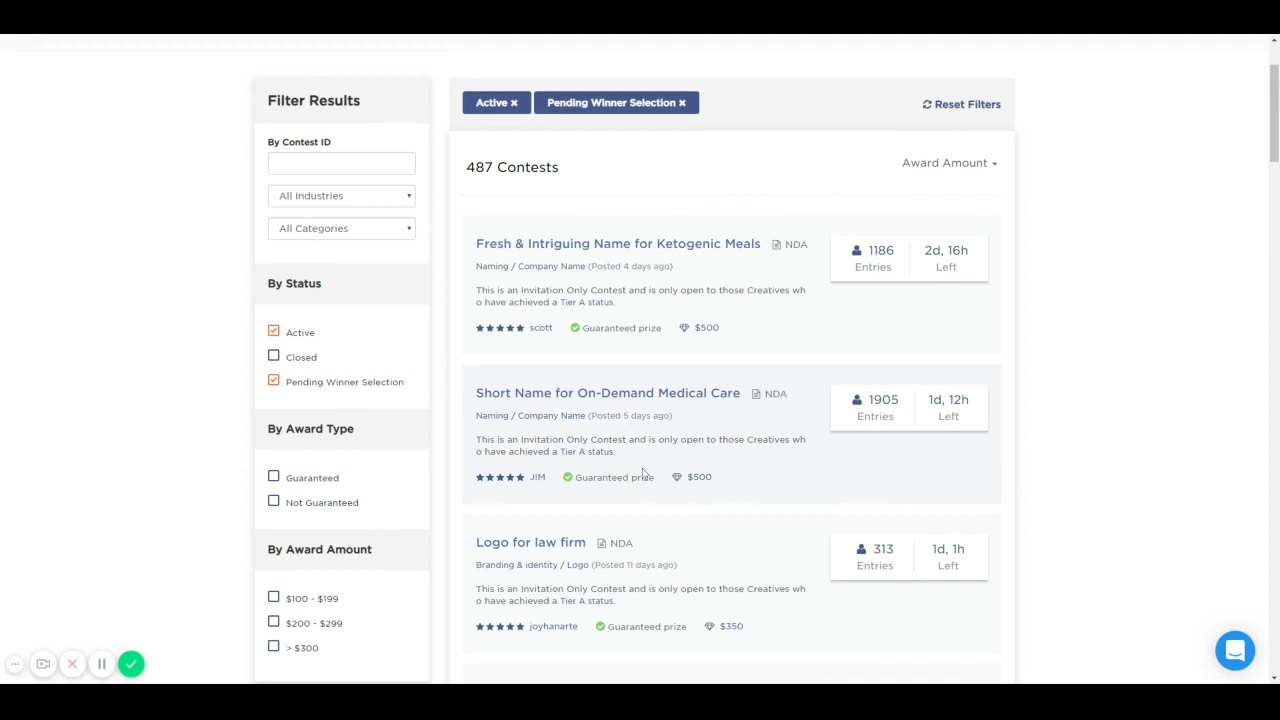 Filter Results
By Contest ID
All Industries
All Categories
By Status
Active
Closed
Pending Winner Selection
By Award Type
Guaranteed
Not Guaranteed
By Award Amount
$100 - $199
$200 - $299
> $300
Active ×
Pending Winner Selection ×
Reset Filters
487 Contests
Award Amount
Fresh & Intriguing Name for Ketogenic Meals NDA
Naming / Company Name (Posted 4 days ago)
This is an Invitation Only Contest and is only open to those Creatives wh
o have achieved a Tier A status.
scott Guaranteed prize $500
1186 2d, 16h
Entries Left
Short Name for On-Demand Medical Care NDA
Naming / Company Name (Posted 5 days ago)
This is an Invitation Only Contest and is only open to those Creatives wh
o have achieved a Tier A status.
JIM Guaranteed prize $500
1905 1d, 12h
Entries Left
Logo for law firm NDA
Branding & identity / Logo (Posted 11 days ago)
This is an Invitation Only Contest and is only open to those Creatives wh
o have achieved a Tier A status.
joyhanarte Guaranteed prize $350
313 1d, 1h
Entries Left